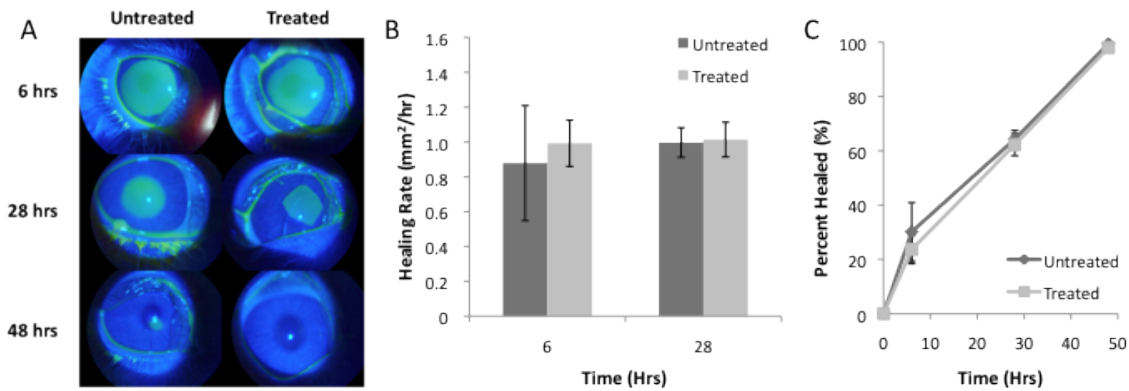 A
Untreated Treated
6 hrs
28 hrs
48 hrs
B
1.6
1.4
1.2
1.0
0.8
0.6
0.4
0.2
0
Healing Rate (mm²/hr)
Untreated
Treated
6 28
Time (Hrs)
C
100
80
60
40
20
0
Percent Healed (%)
Untreated
Treated
0 10 20 30 40 50
Time (Hrs)